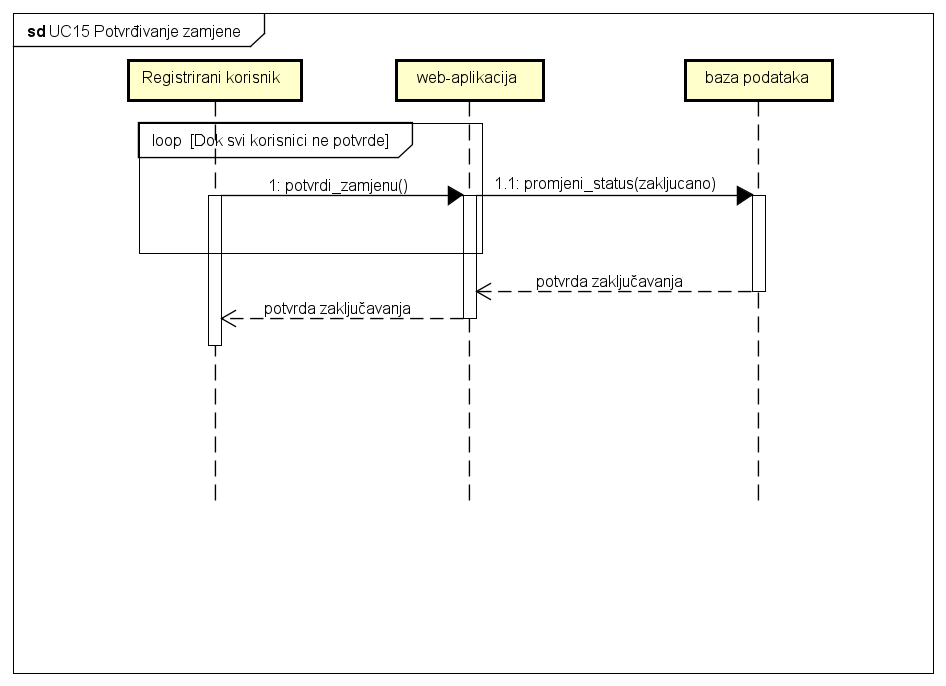 sd UC15 Potvrđivanje zamjene
Registrirani korisnik
web-aplikacija
baza podataka
loop [Dok svi korisnici ne potvrde]
1: potvrdi_zamjenu()
1.1: promjeni_status(zakljucano)
potvrda zaključavanja
potvrda zaključavanja